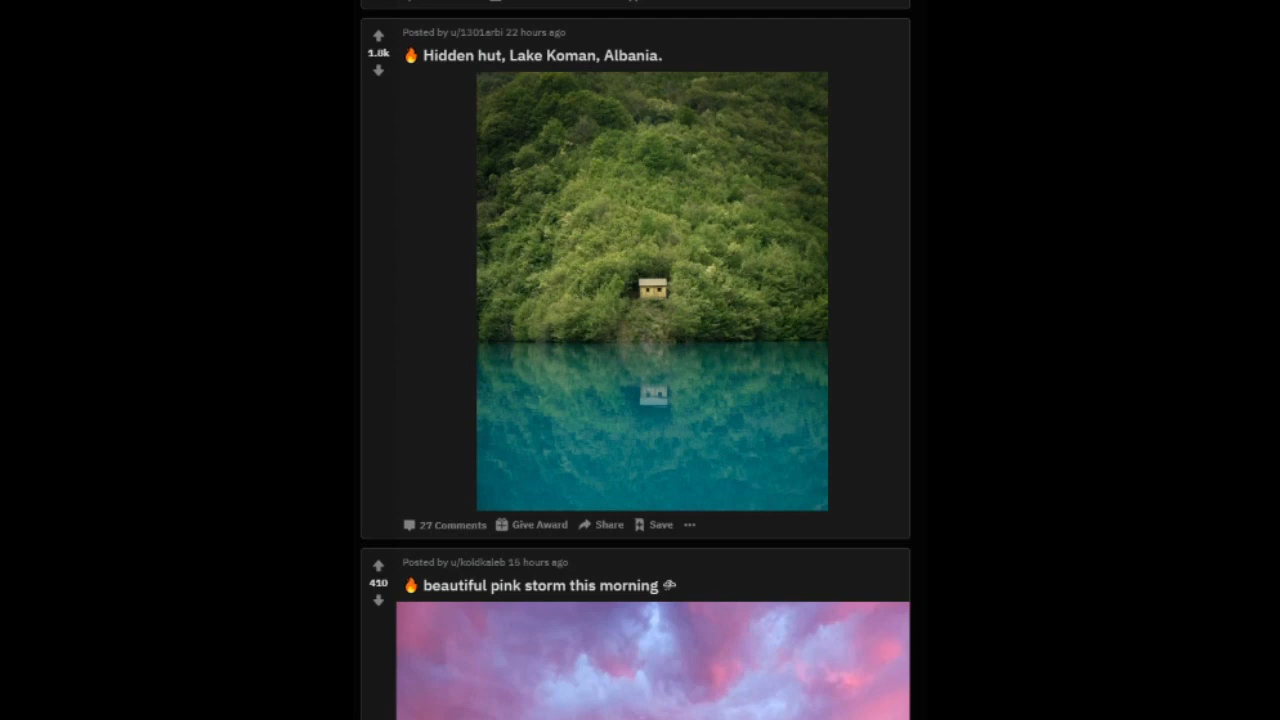 Posted by u/1301arbi 22 hours ago
1.8k
🔥 Hidden hut, Lake Koman, Albania.
27 Comments Give Award Share Save ...
Posted by u/koldkaleb 15 hours ago
410
🔥 beautiful pink storm this morning 🌩